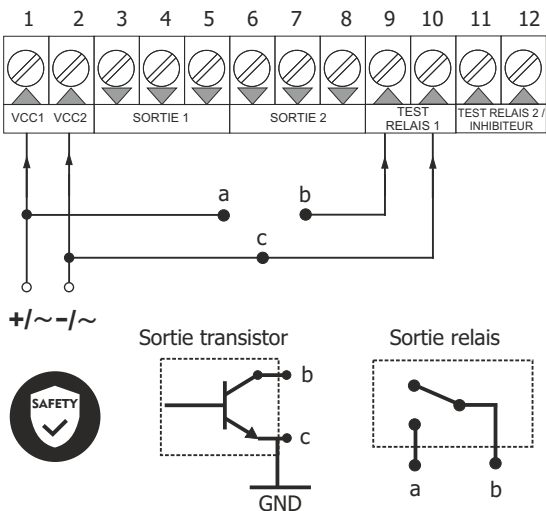 1 2 3 4 5 6 7 8 9 10 11 12
VCC1 VCC2 SORTIE 1 SORTIE 2 TEST RELAIS 1 TEST RELAIS 2 / INHIBITEUR
a b
c
+/~ -/~
Sortie transistor Sortie relais
SAFETY
b
c
GND
a b